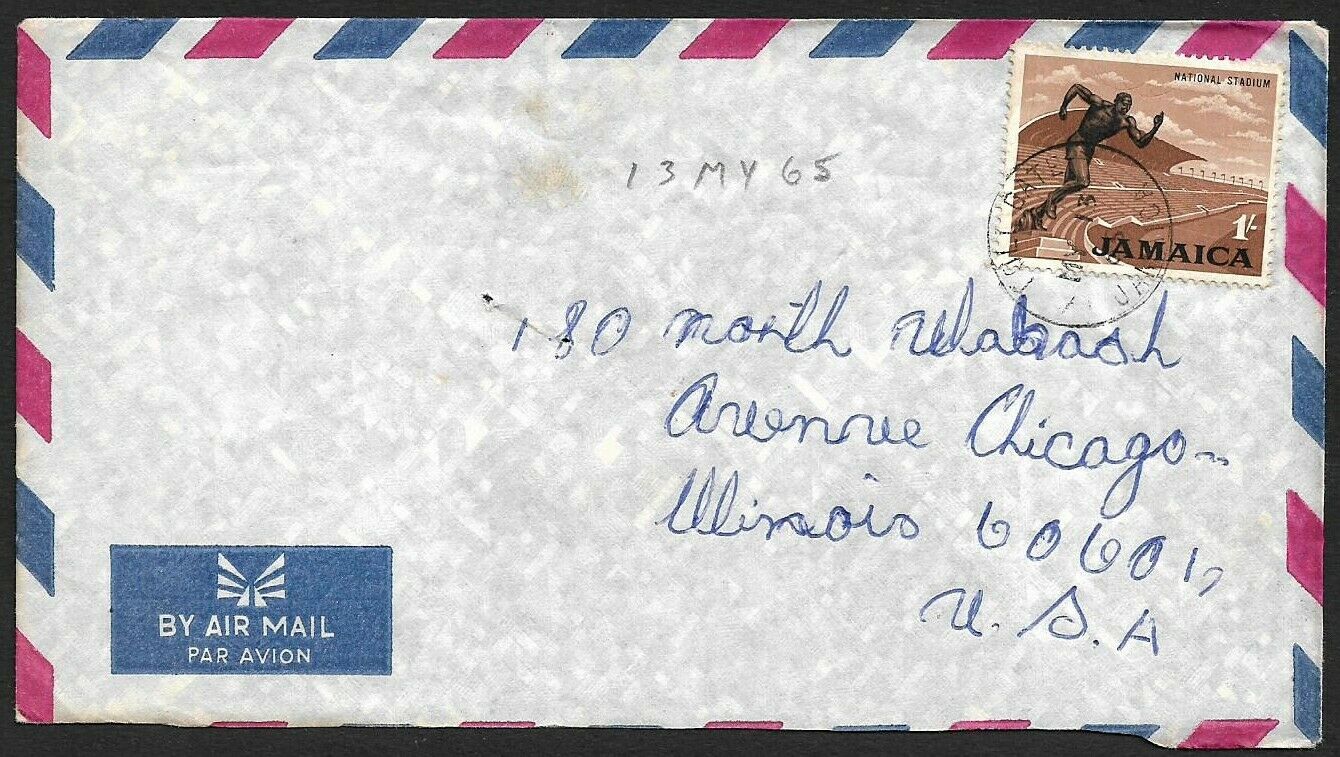 NATIONAL STADIUM
1/-
JAMAICA
13 MY 65
180 north Wabash
Avenue Chicago-
Illinois 60601,
U.S.A
BY AIR MAIL
PAR AVION